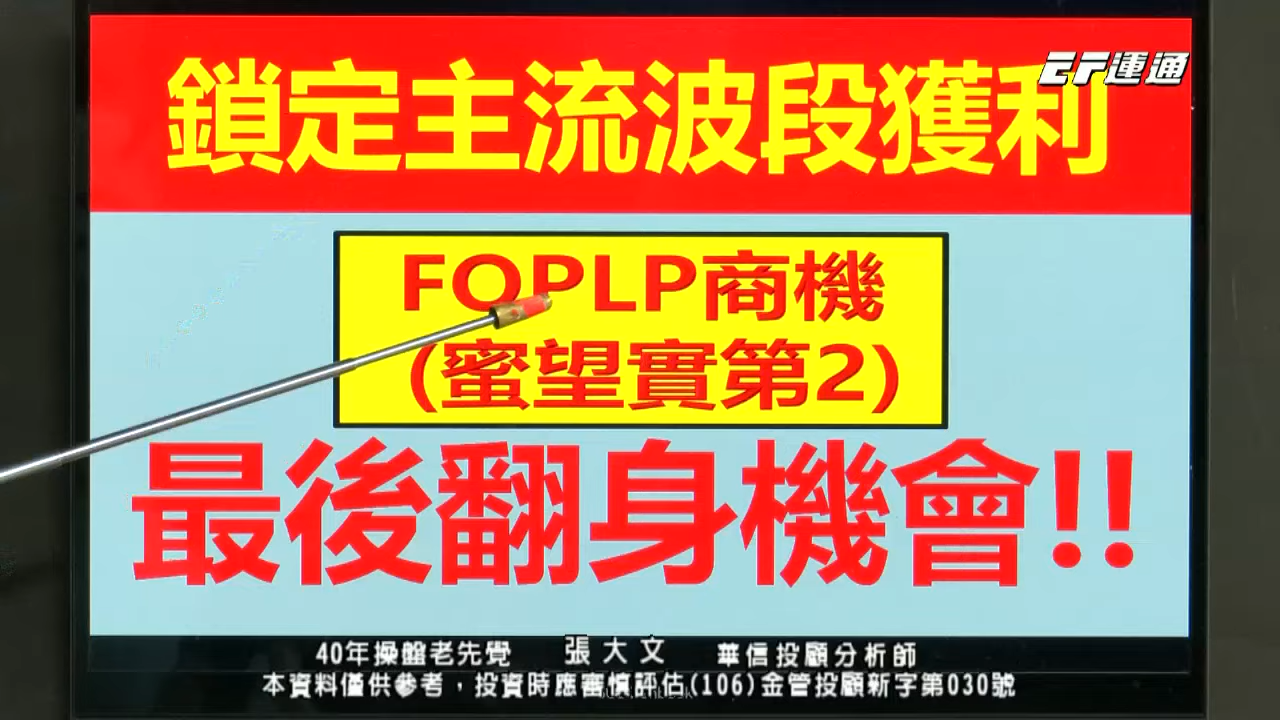 鎖定主流波段獲利
EF運通
FOPLP商機
(蜜望實第2)
最後翻身機會!!
40年操盤老先覺 張大文 華信投顧分析師
本資料僅供參考，投資時應審慎評估(106)金管投顧新字第030號